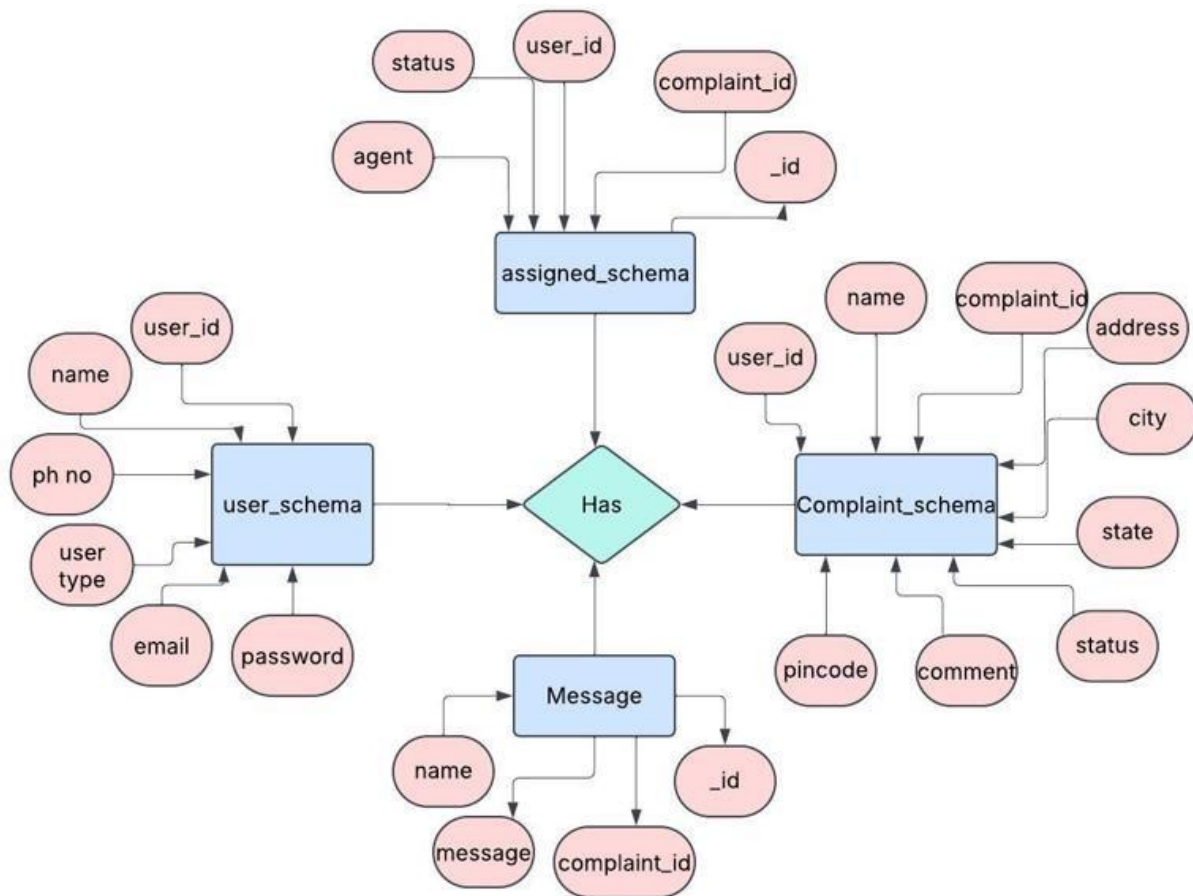 user_id
status
complaint_id
agent
_id
assigned_schema
name
complaint_id
address
user_id
user_id
name
city
ph no
user_schema
Has
Complaint_schema
state
user
type
email
password
status
pincode
comment
Message
name
_id
message
complaint_id